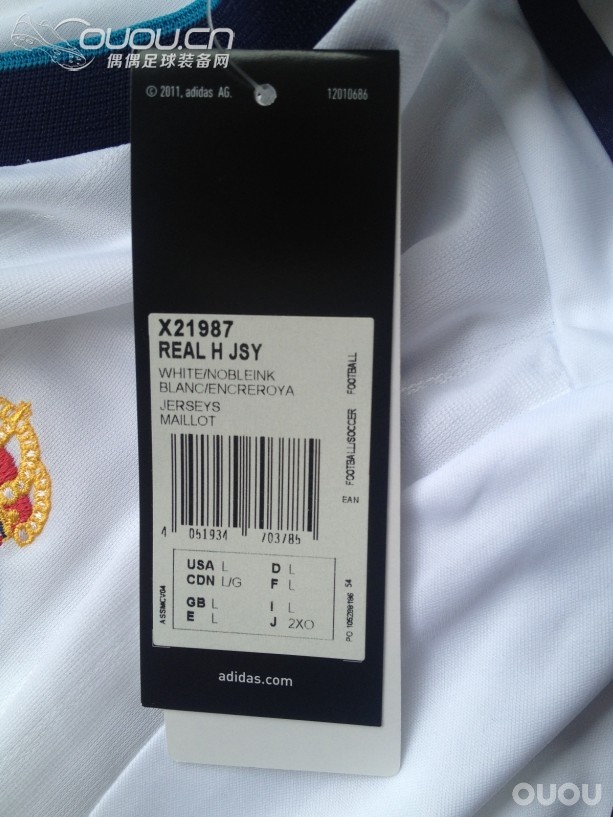 OUOU.CN
偶偶足球装备网
© 2011, adidas AG.
12010686
X21987
REAL H JSY
WHITE/NOBLEINK
BLANC/ENCREROYA
JERSEYS
MAILLOT
FOOTBALL/SOCCER FOOTBALL
EAN
4 051934 703785
ASSMCV04
USA L
CDN L/G
GB L
E L
D L
F L
I L
J 2XO
adidas.com
OUOU